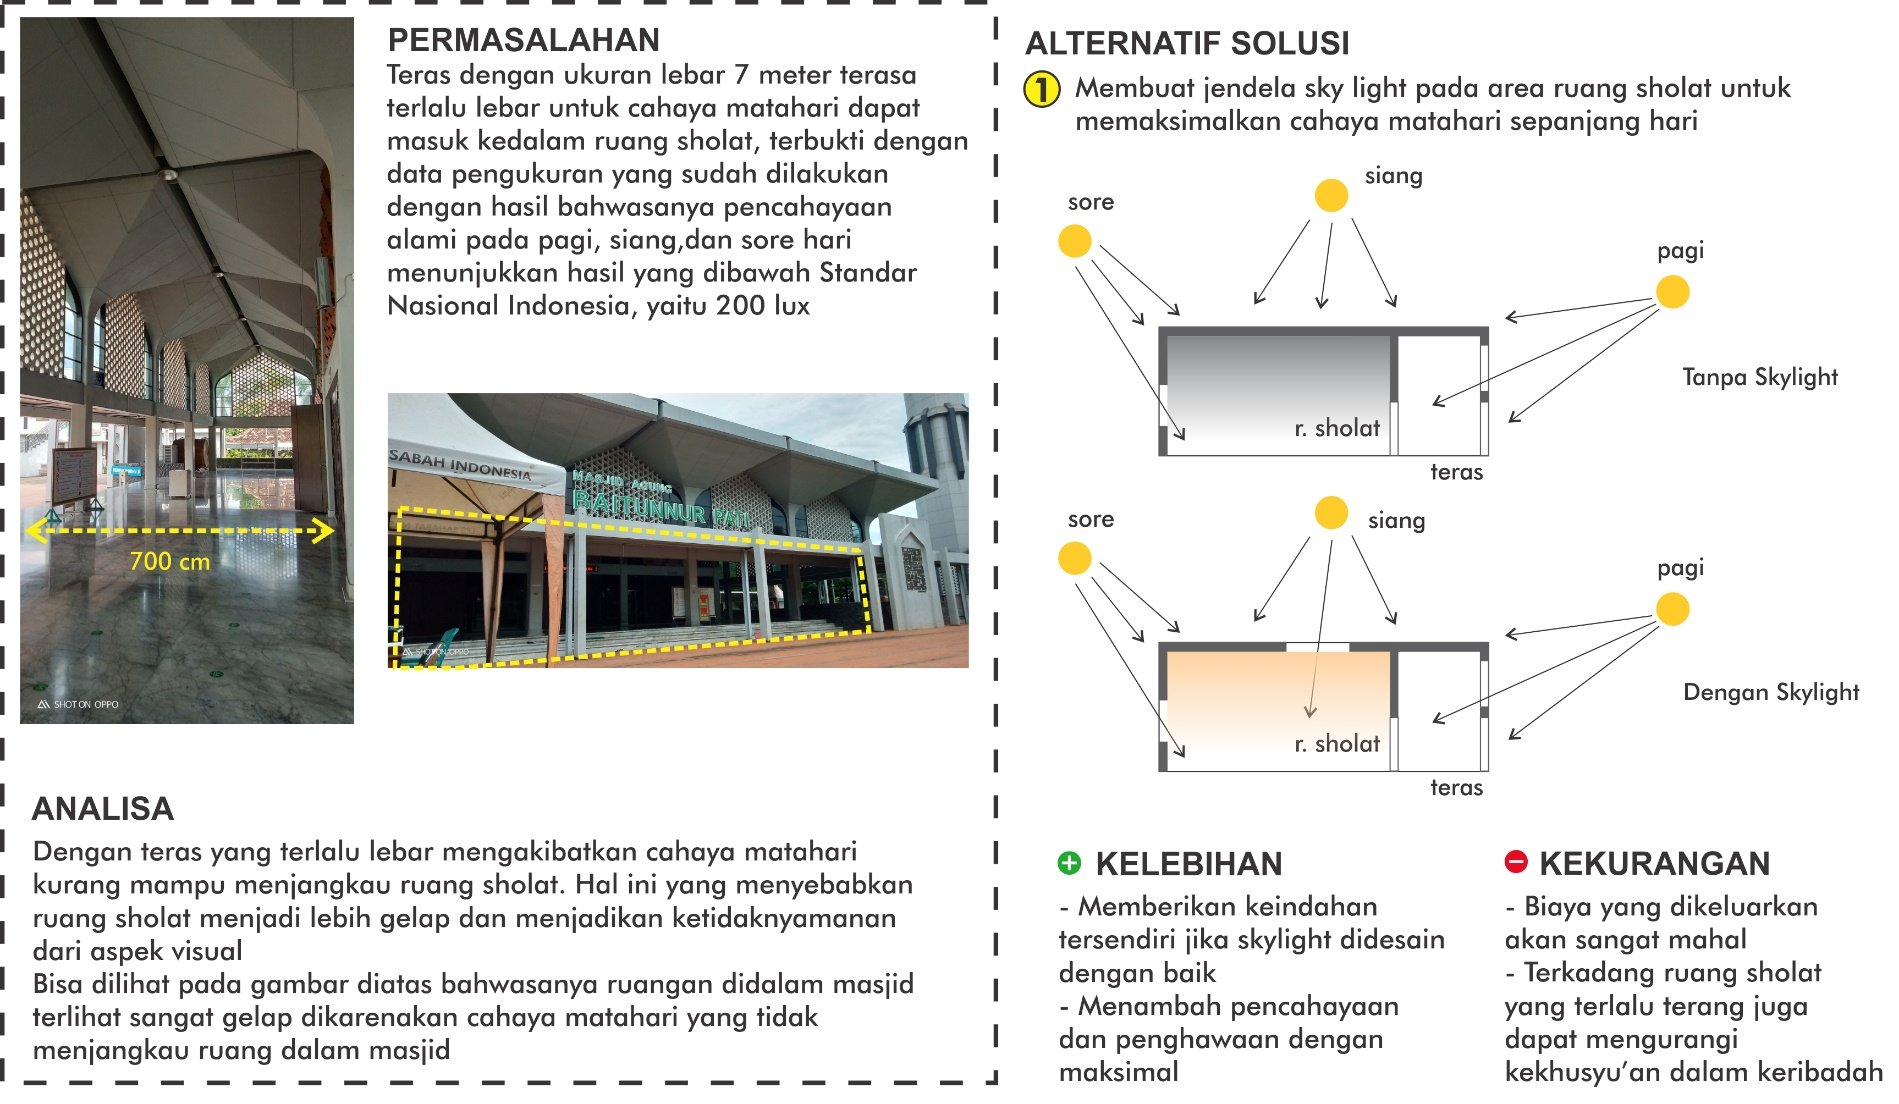 PERMASALAHAN
Teras dengan ukuran lebar 7 meter terasa
terlalu lebar untuk cahaya matahari dapat
masuk kedalam ruang sholat, terbukti dengan
data pengukuran yang sudah dilakukan
dengan hasil bahwasanya pencahayaan
alami pada pagi, siang,dan sore hari
menunjukkan hasil yang dibawah Standar
Nasional Indonesia, yaitu 200 lux
700 cm
SHOT ON OPPO
SABAH INDONESIA
MASJID AGUNG
BAITUNNUR PATI
SHOT ON OPPO
ANALISA
Dengan teras yang terlalu lebar mengakibatkan cahaya matahari
kurang mampu menjangkau ruang sholat. Hal ini yang menyebabkan
ruang sholat menjadi lebih gelap dan menjadikan ketidaknyamanan
dari aspek visual
Bisa dilihat pada gambar diatas bahwasanya ruangan didalam masjid
terlihat sangat gelap dikarenakan cahaya matahari yang tidak
menjangkau ruang dalam masjid
ALTERNATIF SOLUSI
1 Membuat jendela sky light pada area ruang sholat untuk
memaksimalkan cahaya matahari sepanjang hari
siang
sore
pagi
Tanpa Skylight
r. sholat
teras
sore
siang
pagi
Dengan Skylight
r. sholat
teras
KELEBIHAN
- Memberikan keindahan
tersendiri jika skylight didesain
dengan baik
- Menambah pencahayaan
dan penghawaan dengan
maksimal
KEKURANGAN
- Biaya yang dikeluarkan
akan sangat mahal
- Terkadang ruang sholat
yang terlalu terang juga
dapat mengurangi
kekhusyu’an dalam keribadah